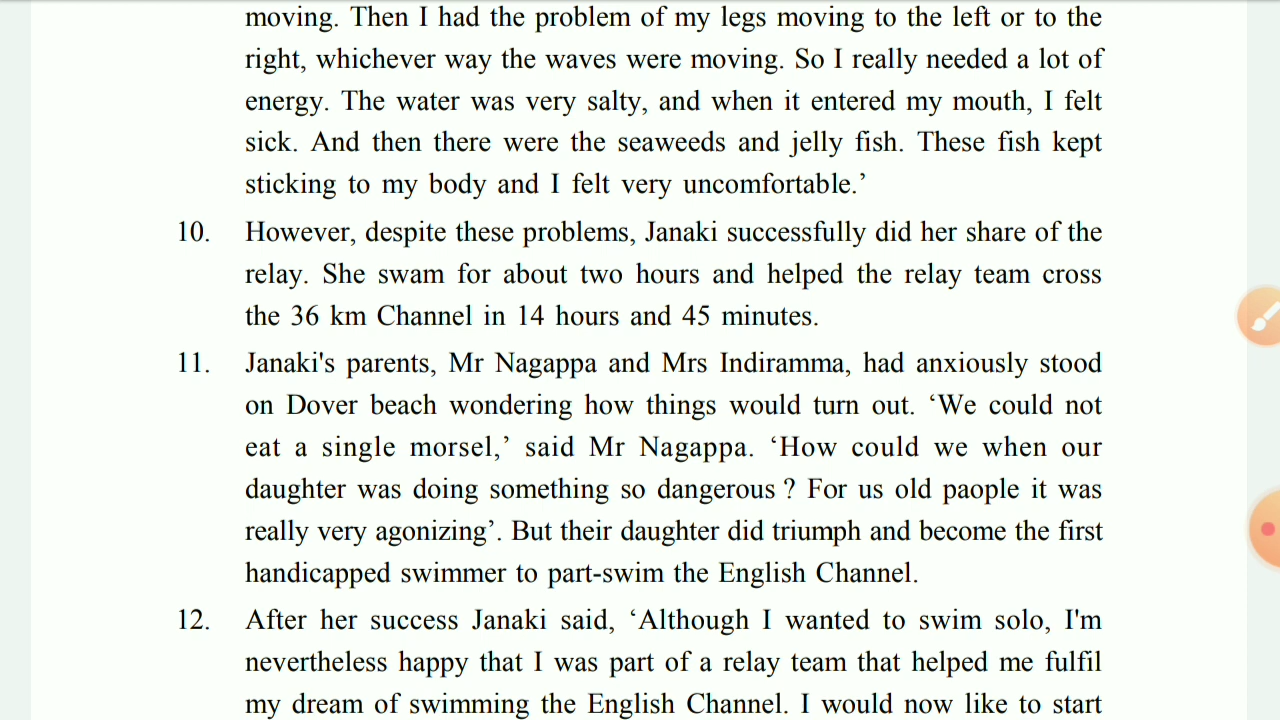 moving. Then I had the problem of my legs moving to the left or to the
right, whichever way the waves were moving. So I really needed a lot of
energy. The water was very salty, and when it entered my mouth, I felt
sick. And then there were the seaweeds and jelly fish. These fish kept
sticking to my body and I felt very uncomfortable.’
10. However, despite these problems, Janaki successfully did her share of the
relay. She swam for about two hours and helped the relay team cross
the 36 km Channel in 14 hours and 45 minutes.
11. Janaki's parents, Mr Nagappa and Mrs Indiramma, had anxiously stood
on Dover beach wondering how things would turn out. ‘We could not
eat a single morsel,’ said Mr Nagappa. ‘How could we when our
daughter was doing something so dangerous ? For us old paople it was
really very agonizing’. But their daughter did triumph and become the first
handicapped swimmer to part-swim the English Channel.
12. After her success Janaki said, ‘Although I wanted to swim solo, I'm
nevertheless happy that I was part of a relay team that helped me fulfil
my dream of swimming the English Channel. I would now like to start